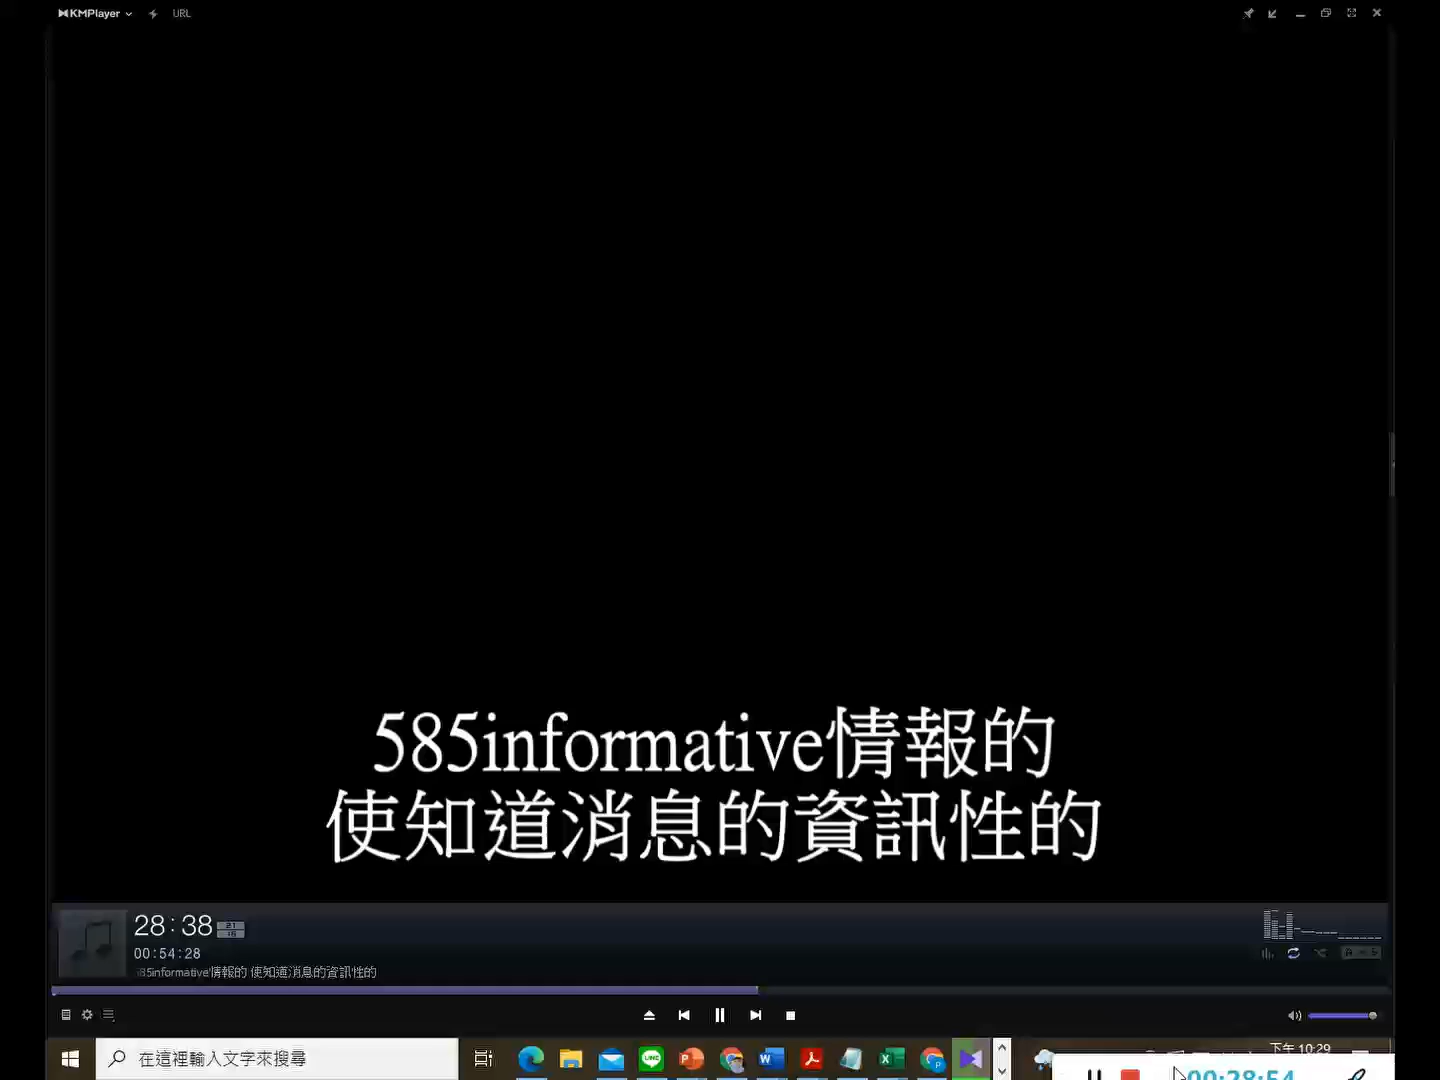 KMPlayer
URL
585informative情報的
使知道消息的資訊性的
28:38
00:54:28
85informative情報的 使知道消息的資訊性的
在這裡輸入文字來搜尋
下午 10:29
00:28:54